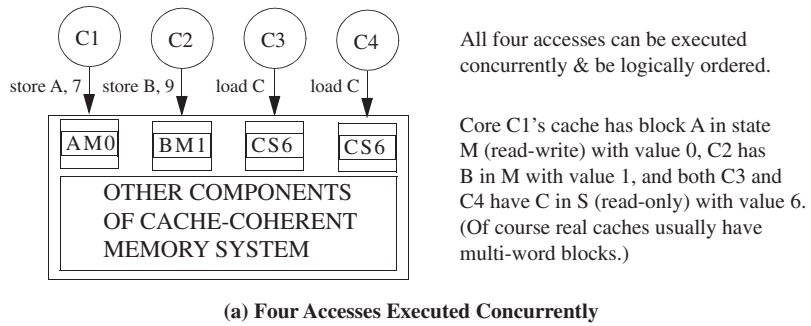 C1 C2 C3 C4
store A, 7 store B, 9 load C load C
AM0 BM1 CS6 CS6
OTHER COMPONENTS
OF CACHE-COHERENT
MEMORY SYSTEM
All four accesses can be executed
concurrently & be logically ordered.
Core C1's cache has block A in state
M (read-write) with value 0, C2 has
B in M with value 1, and both C3 and
C4 have C in S (read-only) with value 6.
(Of course real caches usually have
multi-word blocks.)
(a) Four Accesses Executed Concurrently